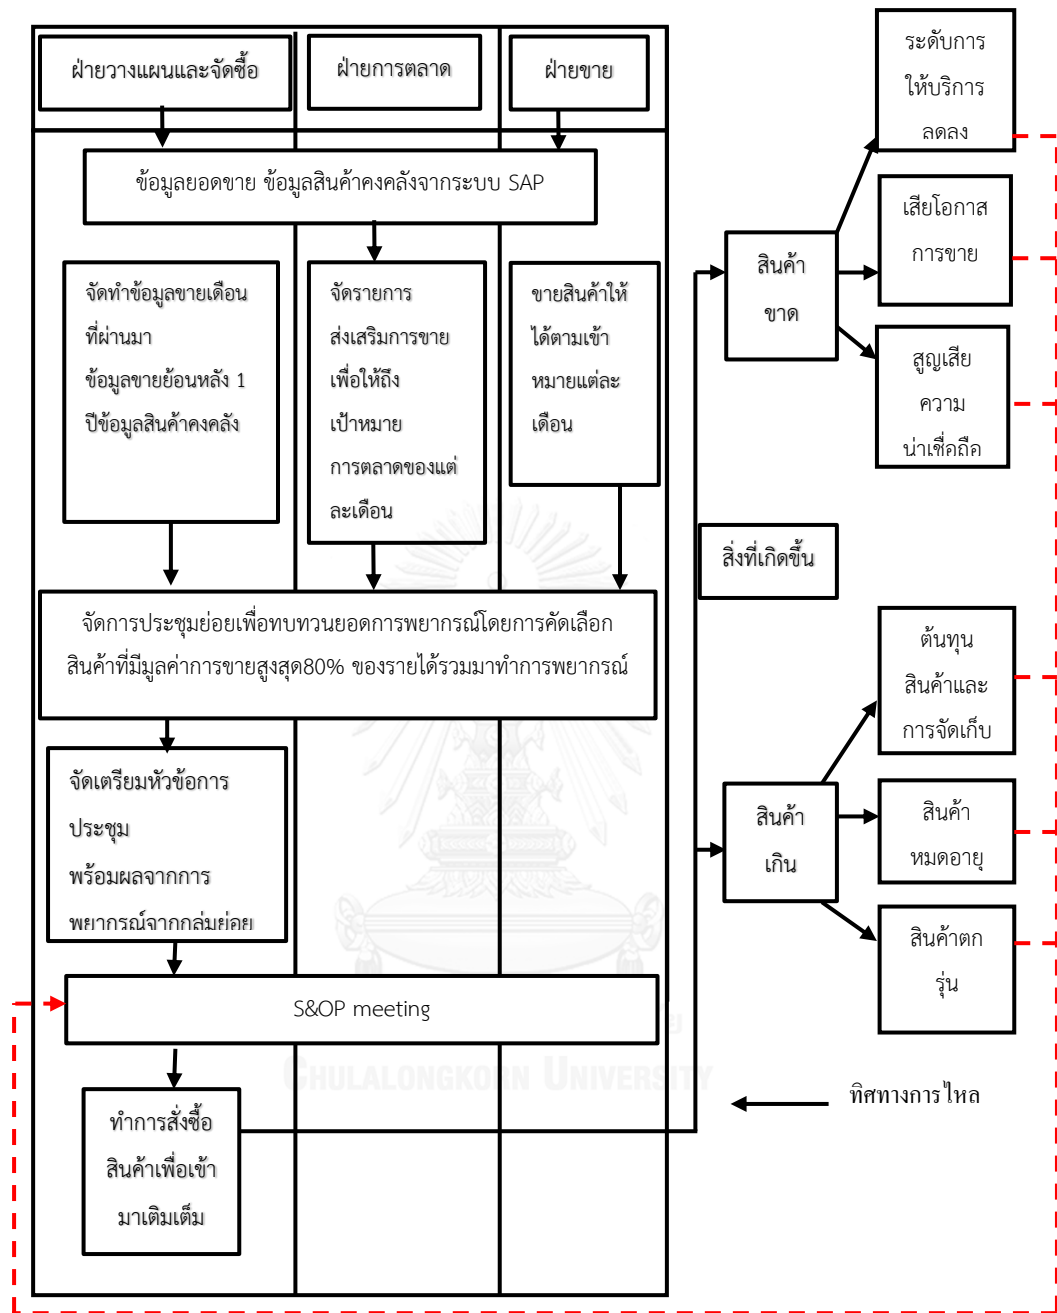 ฝ่ายวางแผนและจัดซื้อ
ฝ่ายการตลาด
ฝ่ายขาย
ข้อมูลยอดขาย ข้อมูลสินค้าคงคลังจากระบบ SAP
จัดทำข้อมูลขายเดือน
ที่ผ่านมา
ข้อมูลขายย้อนหลัง 1
ปีข้อมูลสินค้าคงคลัง
จัดรายการ
ส่งเสริมการขาย
เพื่อให้ถึง
เป้าหมาย
การตลาดของแต่
ละเดือน
ขายสินค้าให้
ได้ตามเข้า
หมายแต่ละ
เดือน
จัดการประชุมย่อยเพื่อทบทวนยอดการพยากรณ์โดยการคัดเลือก
สินค้าที่มีมูลค่าการขายสูงสุด80% ของรายได้รวมมาทำการพยากรณ์
จัดเตรียมหัวข้อการ
ประชุม
พร้อมผลจากการ
พยากรณ์จากกลุ่มย่อย
S&OP meeting
ทำการสั่งซื้อ
สินค้าเพื่อเข้า
มาเติมเต็ม
สิ่งที่เกิดขึ้น
สินค้า
ขาด
ระดับการ
ให้บริการ
ลดลง
เสียโอกาส
การขาย
สูญเสีย
ความ
น่าเชื่อถือ
สินค้า
เกิน
ต้นทุน
สินค้าและ
การจัดเก็บ
สินค้า
หมดอายุ
สินค้าตก
รุ่น
ทิศทางการไหล
CHULALONGKORN UNIVERSITY